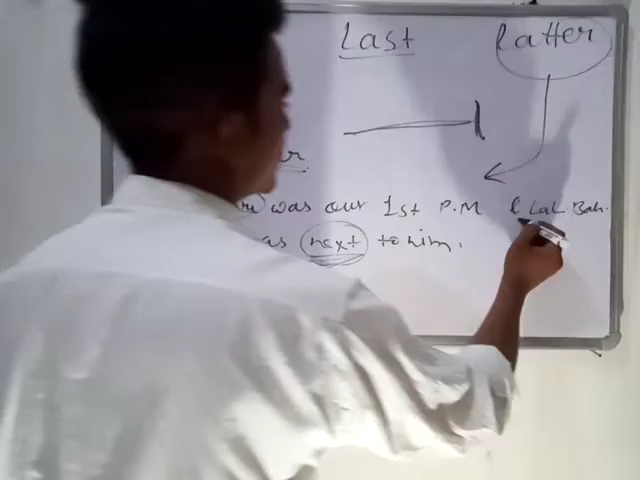 Last
Latter
was our 1st P.M & Lal Bah.
as next to him.